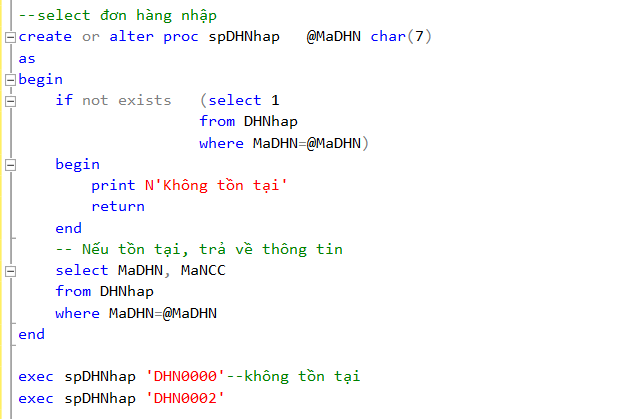 --select đơn hàng nhập
create or alter proc spDHNhap   @MaDHN char(7)
as
begin
    if not exists   (select 1
                    from DHNhap
                    where MaDHN=@MaDHN)
    begin
        print N'Không tồn tại'
        return
    end
    -- Nếu tồn tại, trả về thông tin
    select MaDHN, MaNCC
    from DHNhap
    where MaDHN=@MaDHN
end

exec spDHNhap 'DHN0000'--không tồn tại
exec spDHNhap 'DHN0002'